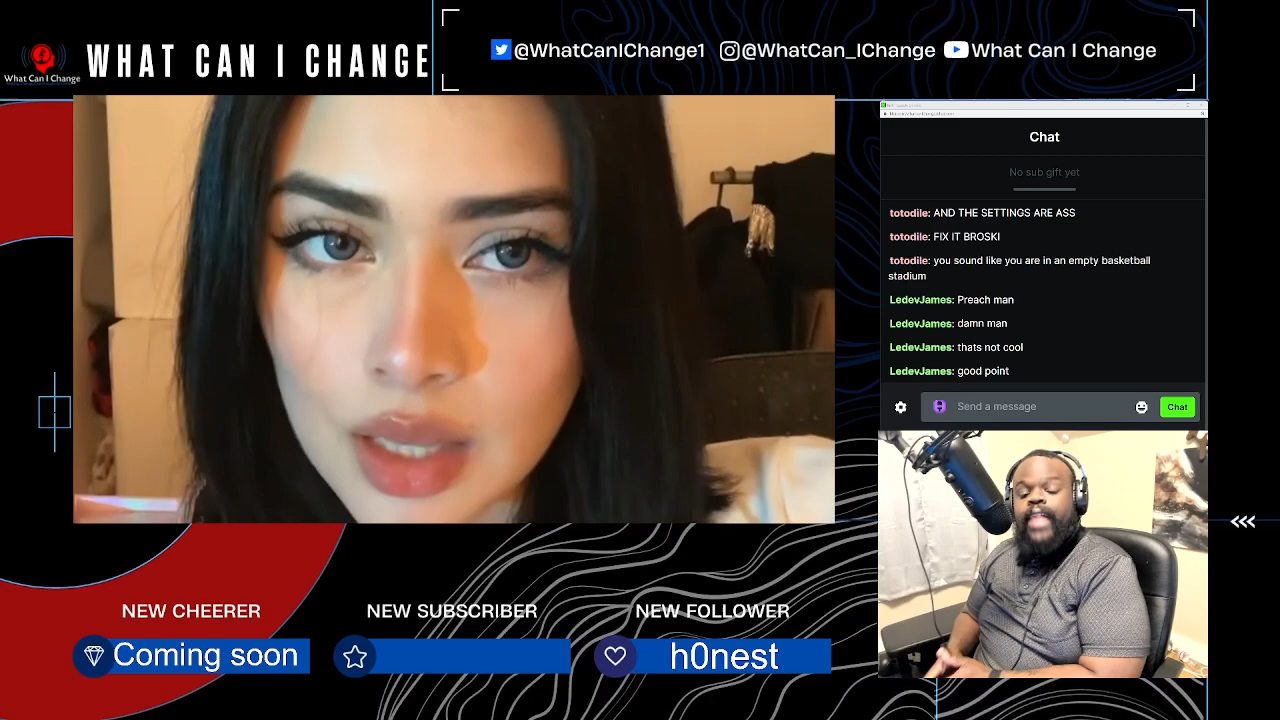 What Can I Change
WHAT CAN I CHANGE
@WhatCanIChange1 @WhatCan_IChange What Can I Change
Chat
No sub gift yet
totodile: AND THE SETTINGS ARE ASS
totodile: FIX IT BROSKI
totodile: you sound like you are in an empty basketball
stadium
LedevJames: Preach man
LedevJames: damn man
LedevJames: thats not cool
LedevJames: good point
Send a message
Chat
NEW CHEERER
NEW SUBSCRIBER
NEW FOLLOWER
Coming soon
h0nest